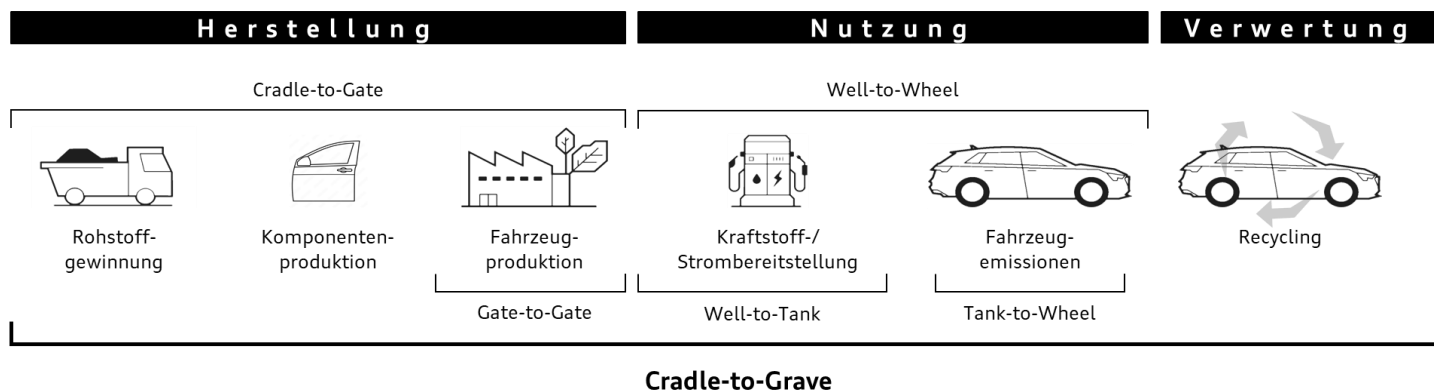 Herstellung
Nutzung
Verwertung
Cradle-to-Gate
Well-to-Wheel
Rohstoff-
gewinnung
Komponenten-
produktion
Fahrzeug-
produktion
Kraftstoff-/
Strombereitstellung
Fahrzeug-
emissionen
Recycling
Gate-to-Gate
Well-to-Tank
Tank-to-Wheel
Cradle-to-Grave